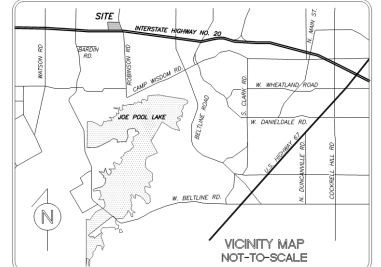 SITE
INTERSTATE HIGHWAY NO. 20
N. MAIN ST.
WATSON RD
BARDIN RD.
ROBINSON RD
CAMP WISDOM RD
BELTLINE ROAD
S. CLARK RD.
W. WHEATLAND ROAD
JOE POOL LAKE
W. DANIELDALE RD.
U.S. HIGHWAY 67
N. DUNCANVILLE RD.
COCKRELL HILL RD
W. BELTLINE RD.
N
VICINITY MAP
NOT-TO-SCALE